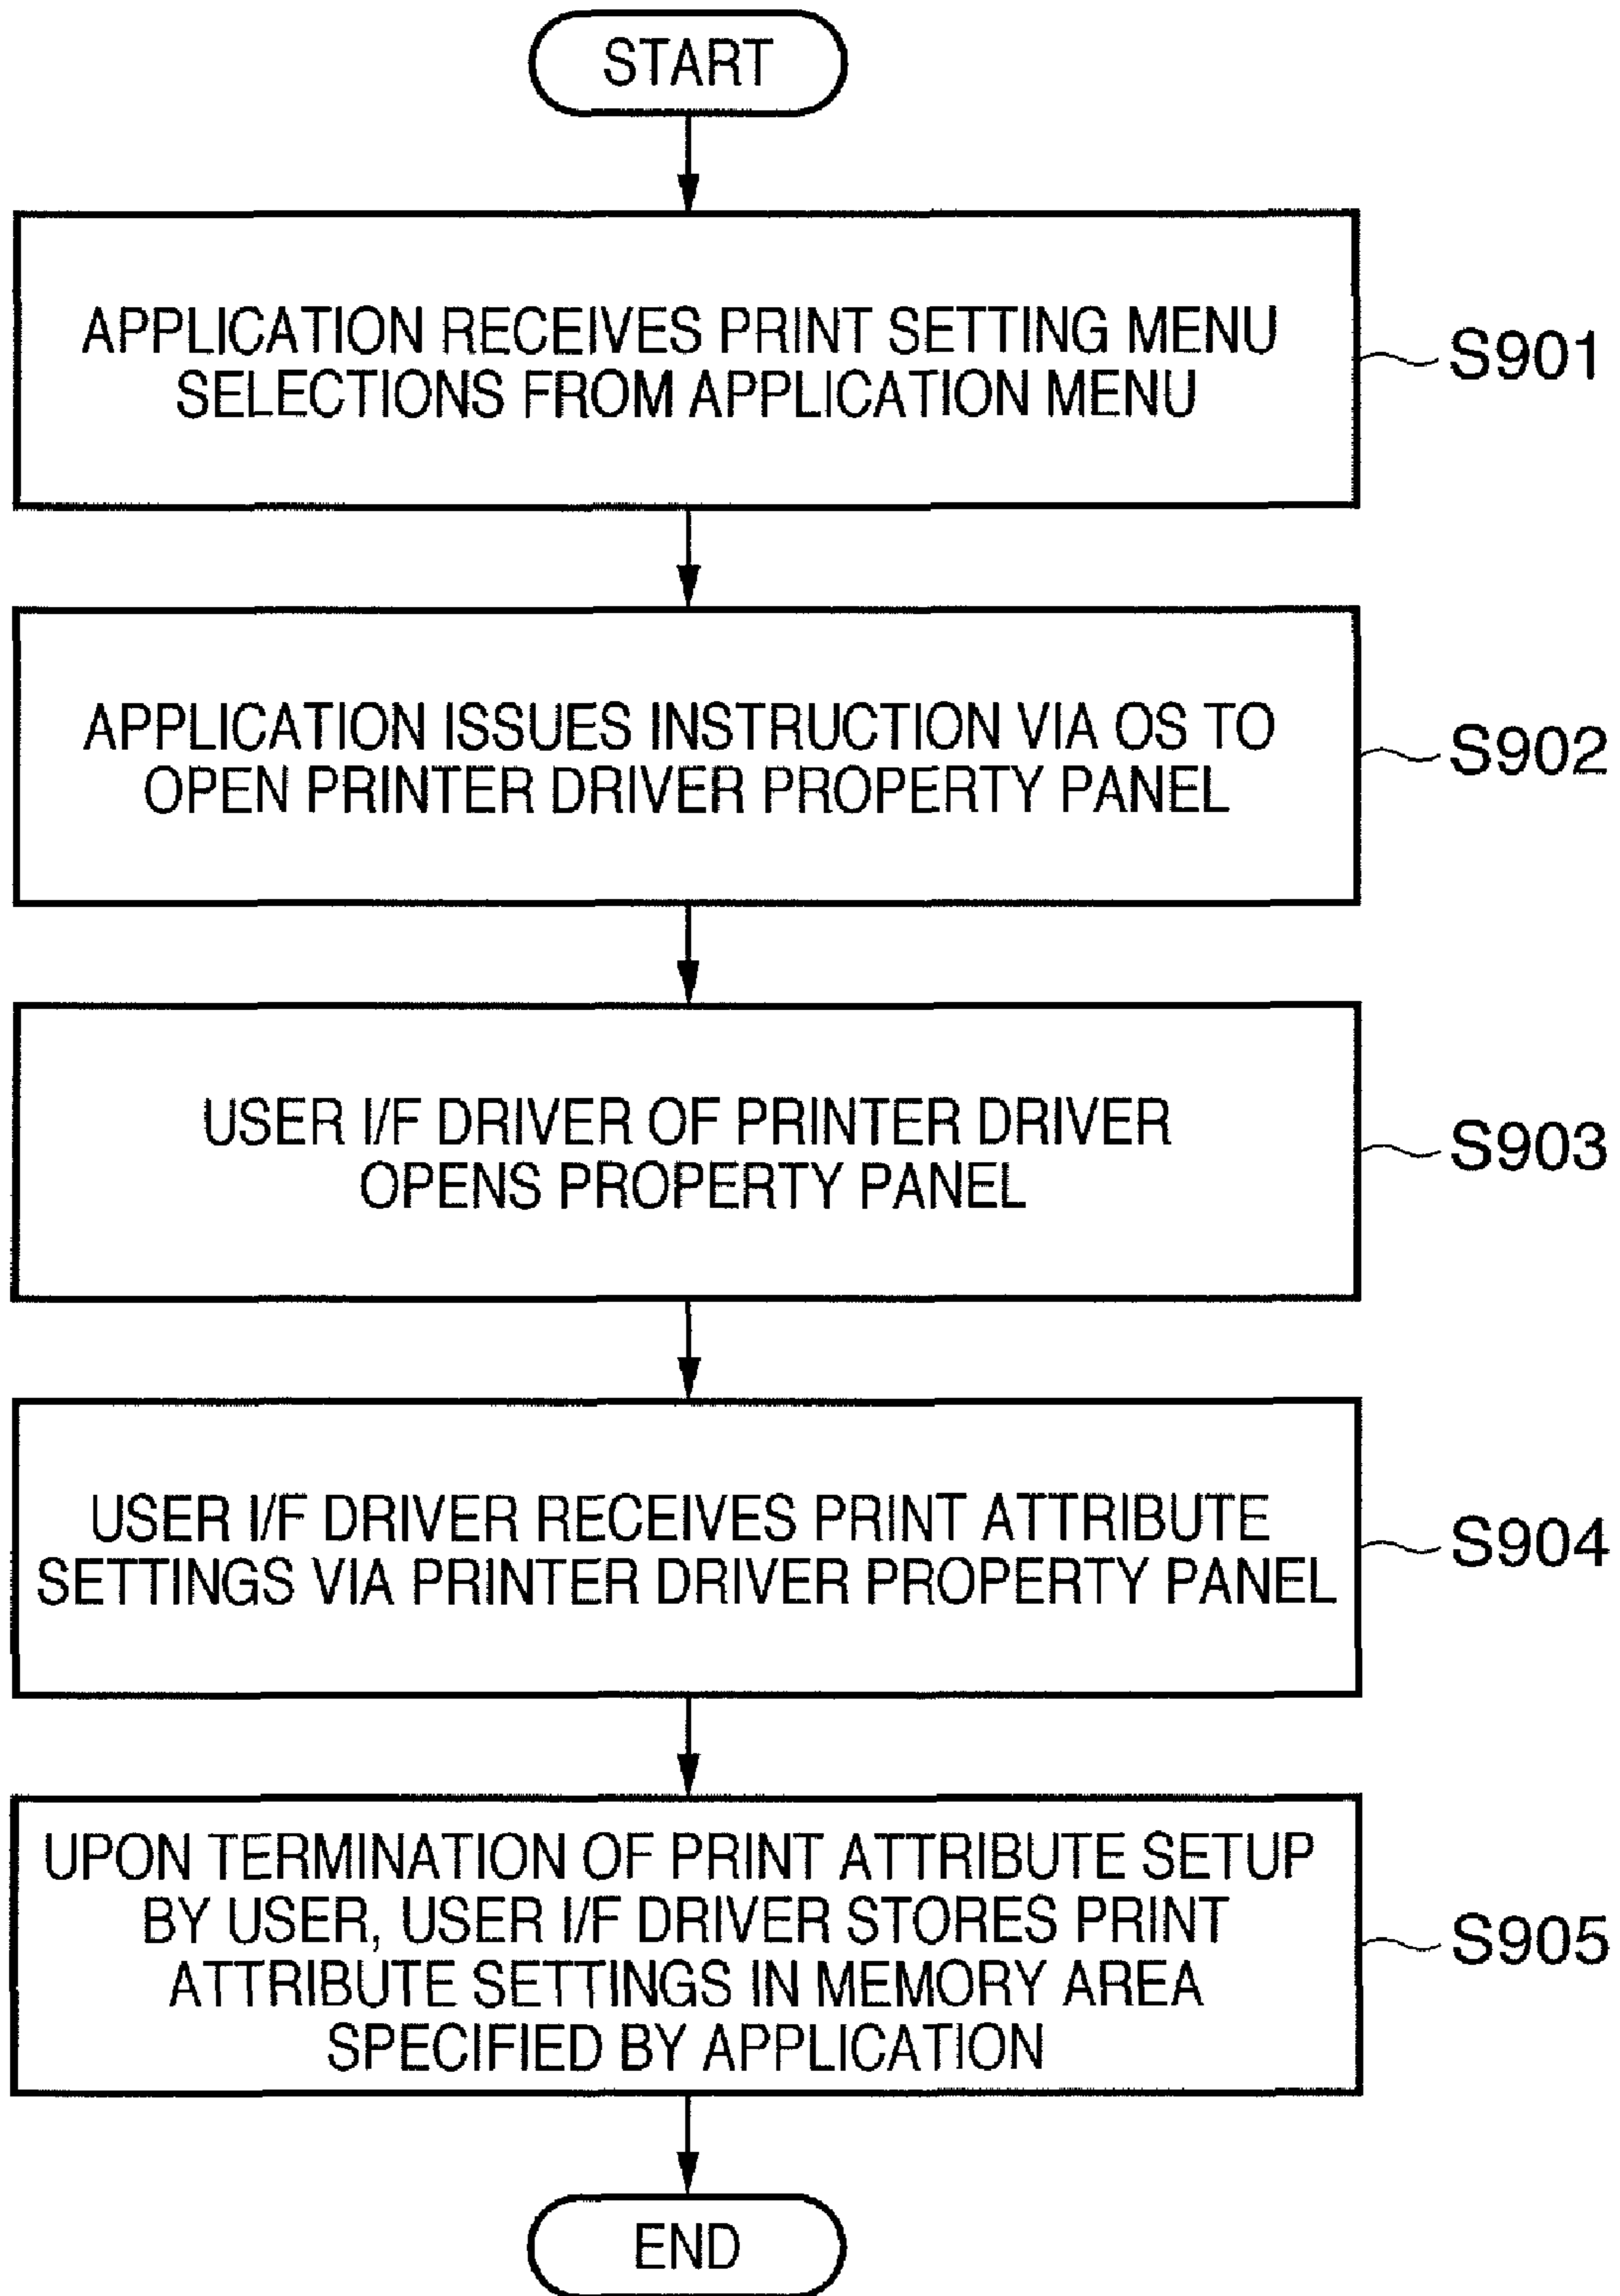 START
APPLICATION RECEIVES PRINT SETTING MENU
SELECTIONS FROM APPLICATION MENU
S901
APPLICATION ISSUES INSTRUCTION VIA OS TO
OPEN PRINTER DRIVER PROPERTY PANEL
S902
USER I/F DRIVER OF PRINTER DRIVER
OPENS PROPERTY PANEL
S903
USER I/F DRIVER RECEIVES PRINT ATTRIBUTE
SETTINGS VIA PRINTER DRIVER PROPERTY PANEL
S904
UPON TERMINATION OF PRINT ATTRIBUTE SETUP
BY USER, USER I/F DRIVER STORES PRINT
ATTRIBUTE SETTINGS IN MEMORY AREA
SPECIFIED BY APPLICATION
S905
END